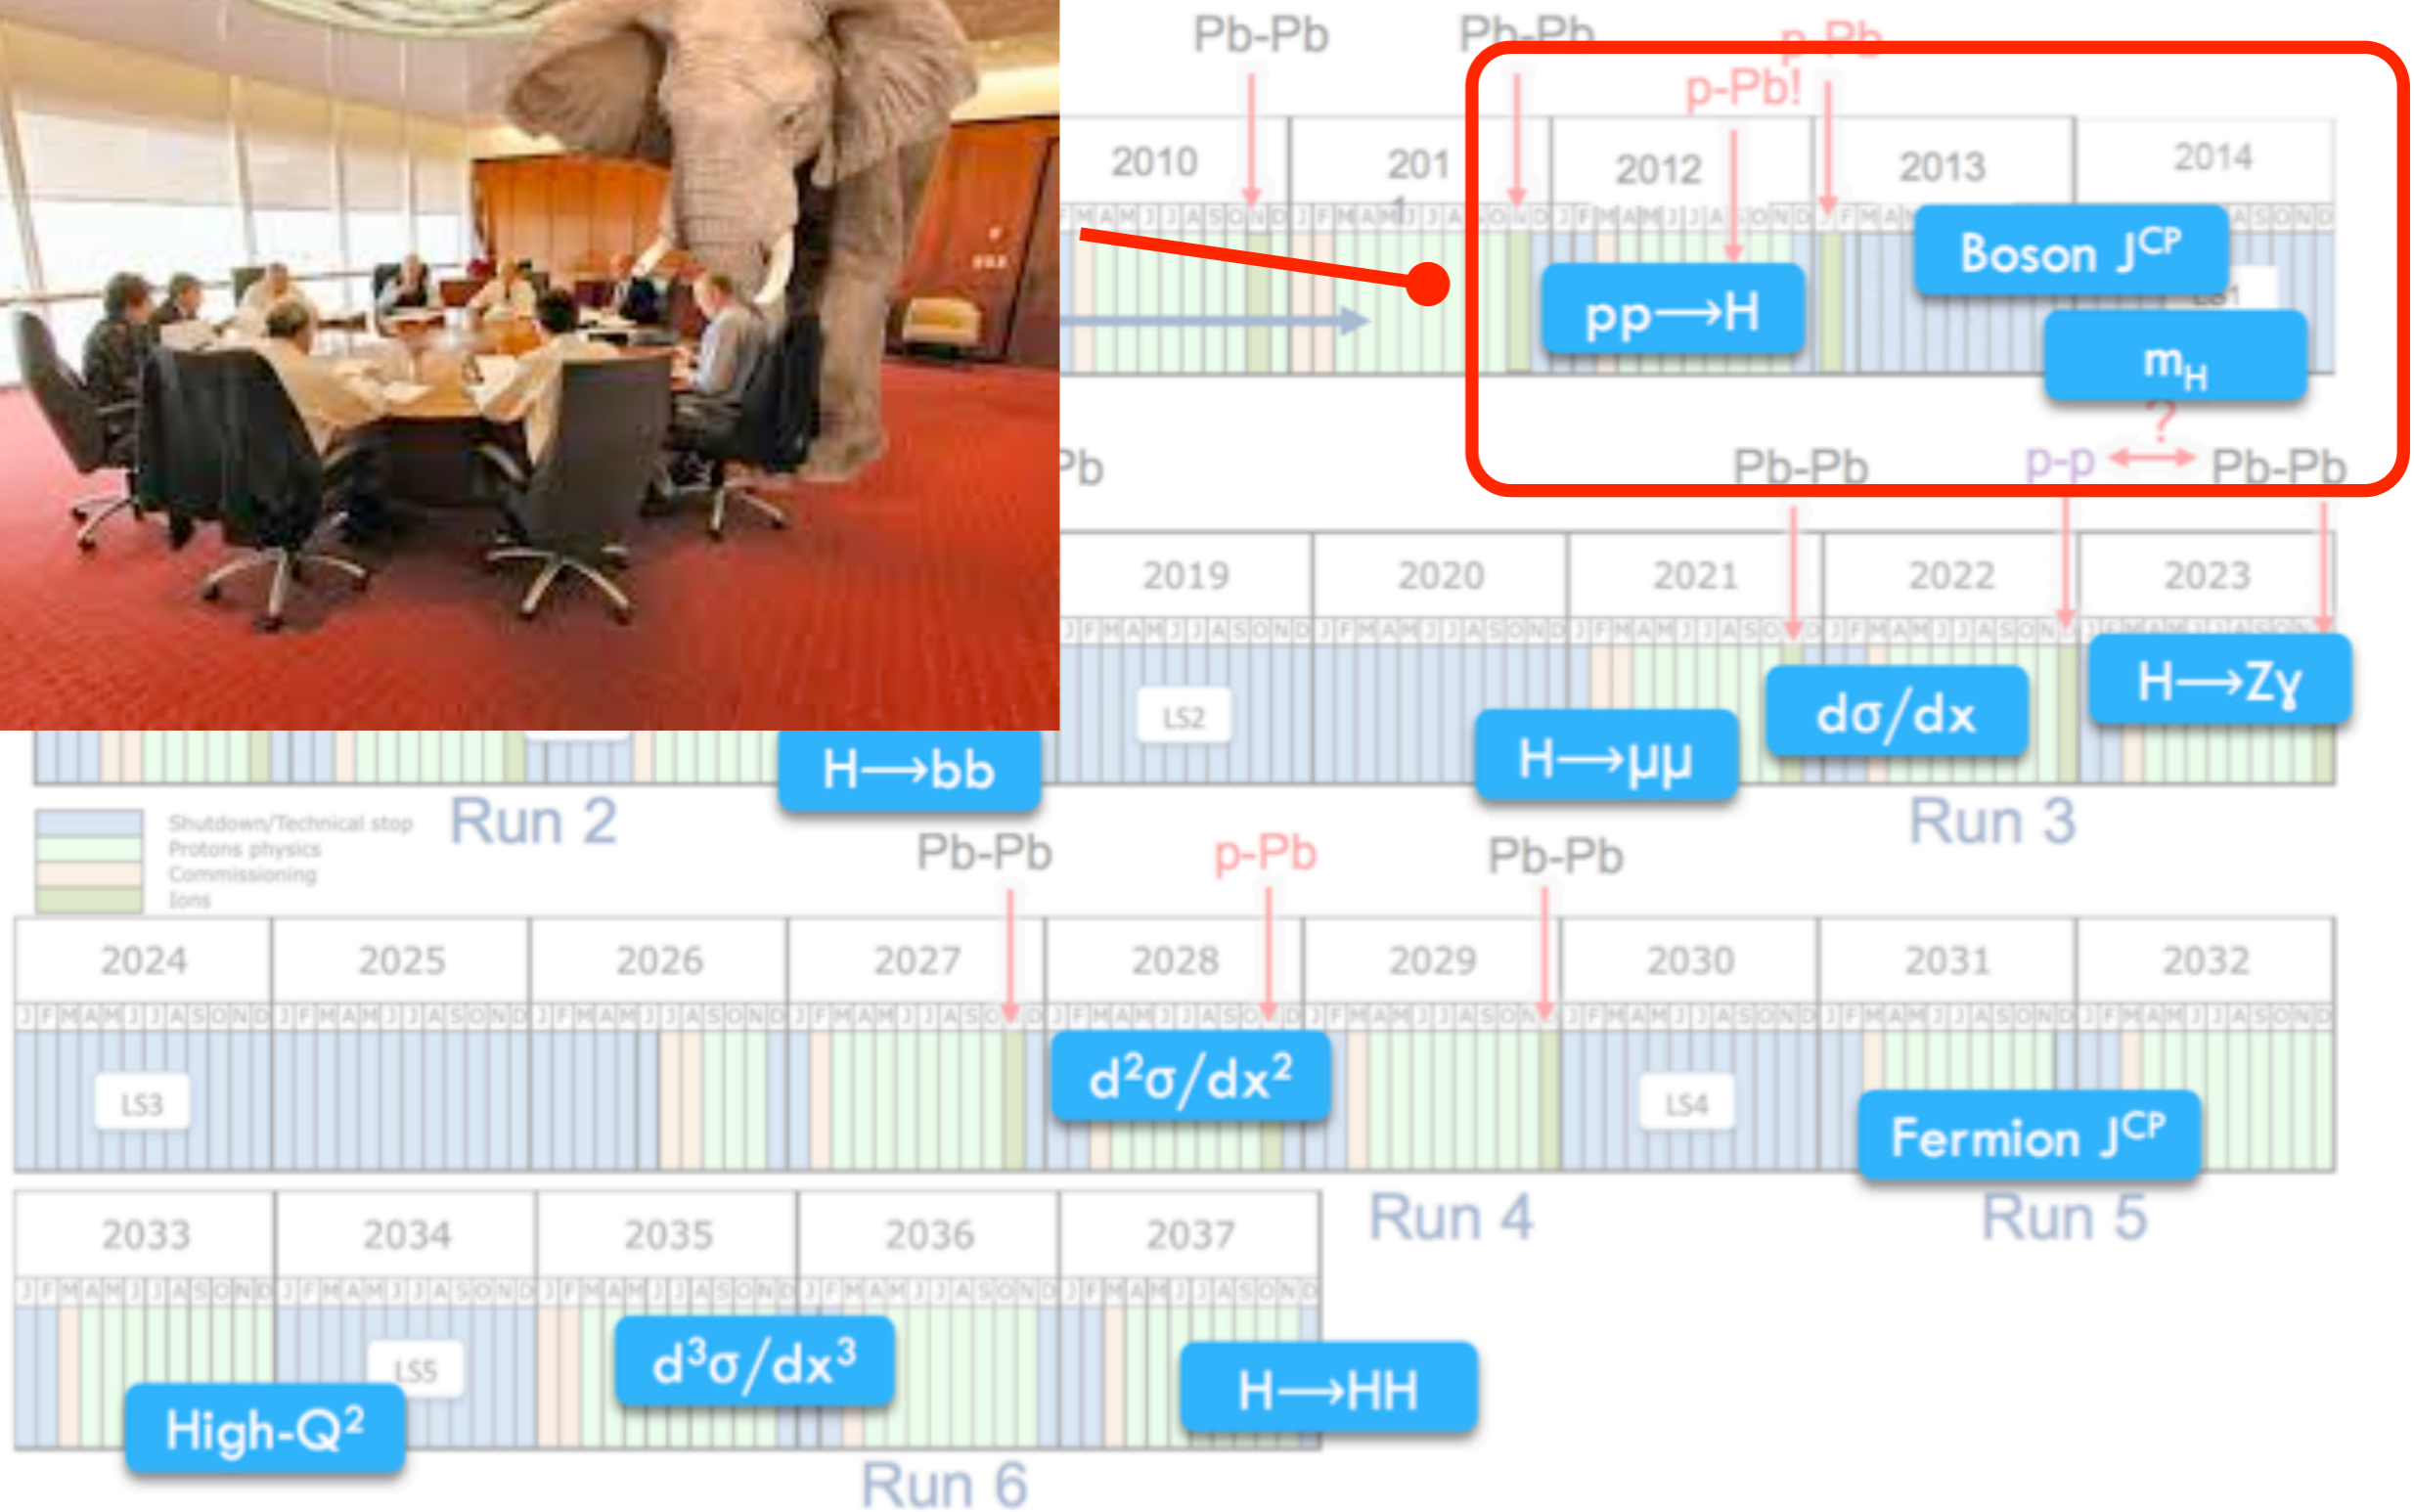 Pb-Pb Pb-Pb p-Pb
p-Pb!
2010 201 2012 2013 2014
1
F M A M J J A S O N D J F M A M J J A S O N D J F M A M J J A S O N D J F M A N A S O N D
Boson J^CP
pp⟶H
LS1
m_H
?
Pb Pb-Pb p-p Pb-Pb
2019 2020 2021 2022 2023
J F M A M J J A S O N D J F M A M J J A S O N D J F M A M J J A S O D J F M A M J J A S O N J F M A M J J A S O N
LS2
H⟶bb
H⟶μμ
dσ/dx
H⟶Zγ
Run 2 Run 3
Shutdown/Technical stop
Protons physics
Commissioning
Ions
Pb-Pb p-Pb Pb-Pb
2024 2025 2026 2027 2028 2029 2030 2031 2032
J F M A M J J A S O N D J F M A M J J A S O N D J F M A M J J A S O N D J F M A M J J A S O D J F M A M J J A S O D J F M A M J J A S O N J F M A M J J A S O N D J F M A M J J A S O N D J F M A M J J A S O N D
LS3
d²σ/dx²
LS4
Fermion J^CP
Run 4 Run 5
2033 2034 2035 2036 2037
J F M A M J J A S O N D J F M A M J J A S O N D J F M A M J J A S O N D J F M A M J J A S O N D J F M A M J J A S O N D
High-Q²
LS5
d³σ/dx³
H⟶HH
Run 6